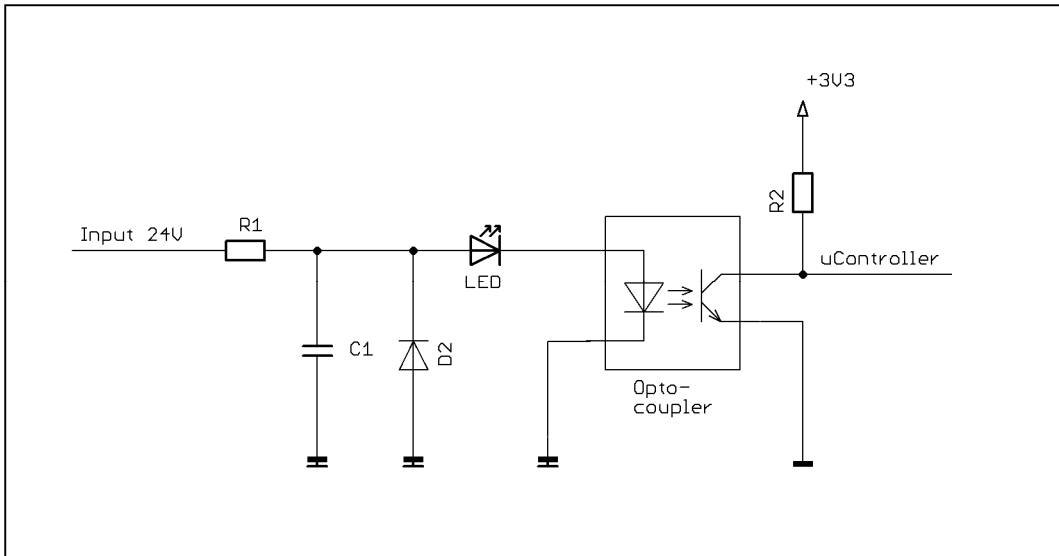 +3V3
R2
R1
Input 24V
uController
LED
C1
D2
Opto-
coupler